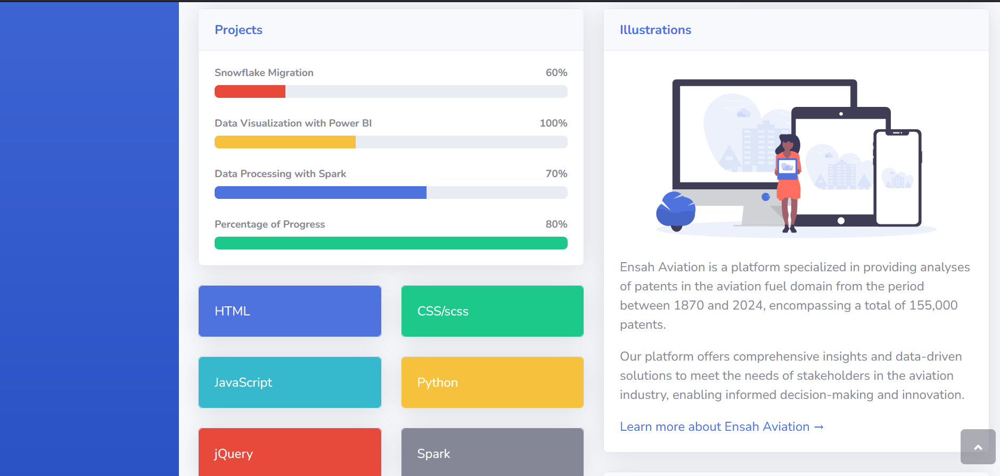 Projects
Snowflake Migration 60%
Data Visualization with Power BI 100%
Data Processing with Spark 70%
Percentage of Progress 80%
HTML
CSS/scss
JavaScript
Python
jQuery
Spark
Illustrations
Ensah Aviation is a platform specialized in providing analyses
of patents in the aviation fuel domain from the period
between 1870 and 2024, encompassing a total of 155,000
patents.
Our platform offers comprehensive insights and data-driven
solutions to meet the needs of stakeholders in the aviation
industry, enabling informed decision-making and innovation.
Learn more about Ensah Aviation →